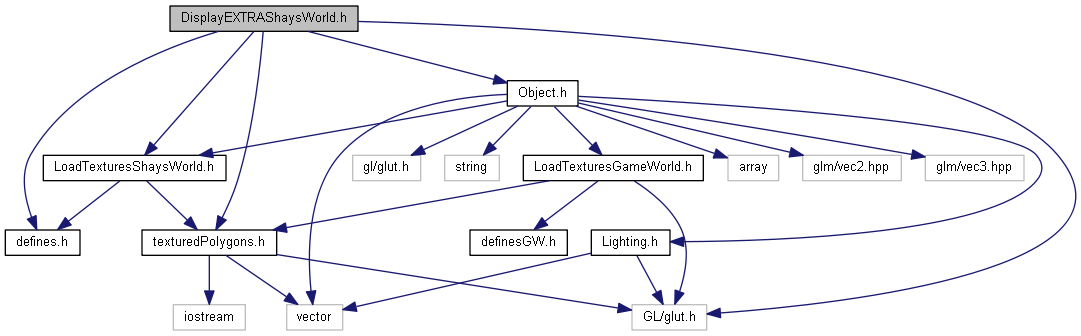 DisplayEXTRAShaysWorld.h
Object.h
LoadTexturesShaysWorld.h
gl/glut.h
string
LoadTexturesGameWorld.h
array
glm/vec2.hpp
glm/vec3.hpp
defines.h
texturedPolygons.h
definesGW.h
Lighting.h
iostream
vector
GL/glut.h